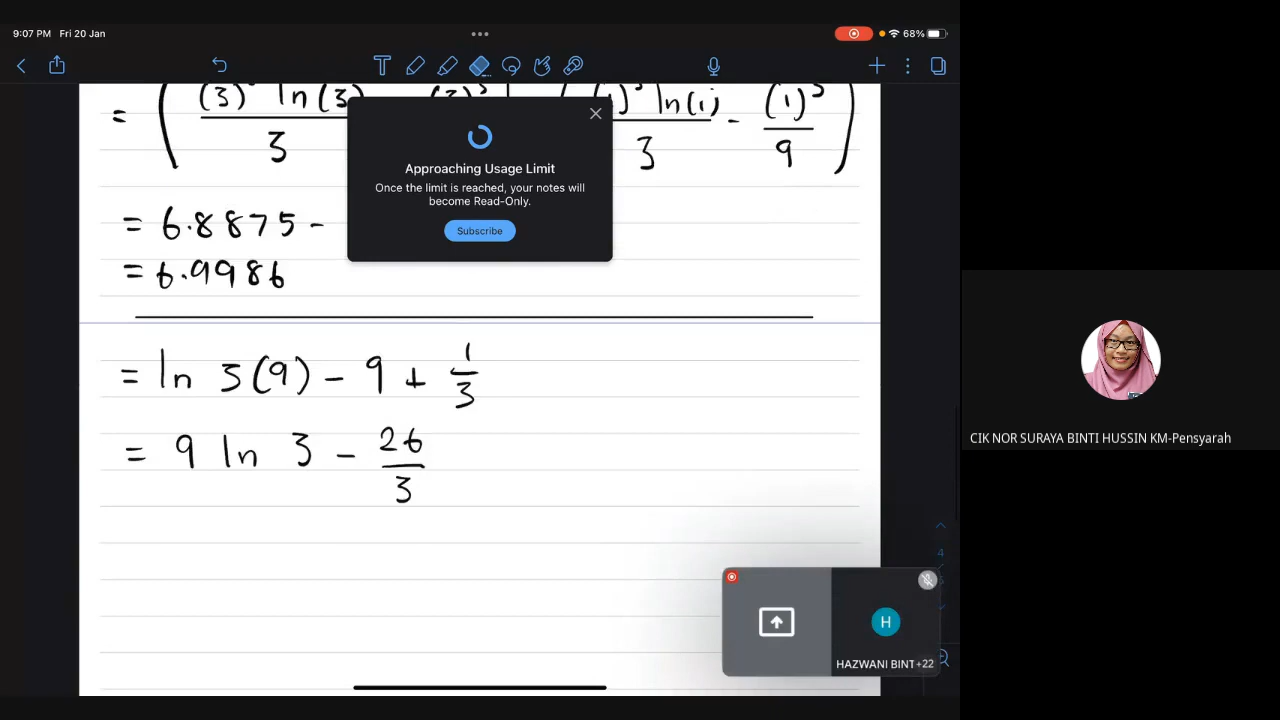 9:07 PM Fri 20 Jan
68%
= ( (3) ln(3) / 3 (1)³ ln(1) / 3 - (1)³ / 9 )
Approaching Usage Limit
Once the limit is reached, your notes will
become Read-Only.
Subscribe
= 6.8875 -
= 6.9986
= ln 3(9) - 9 + 1/3
= 9 ln 3 - 26/3
CIK NOR SURAYA BINTI HUSSIN KM-Pensyarah
4
H
HAZWANI BINT +22